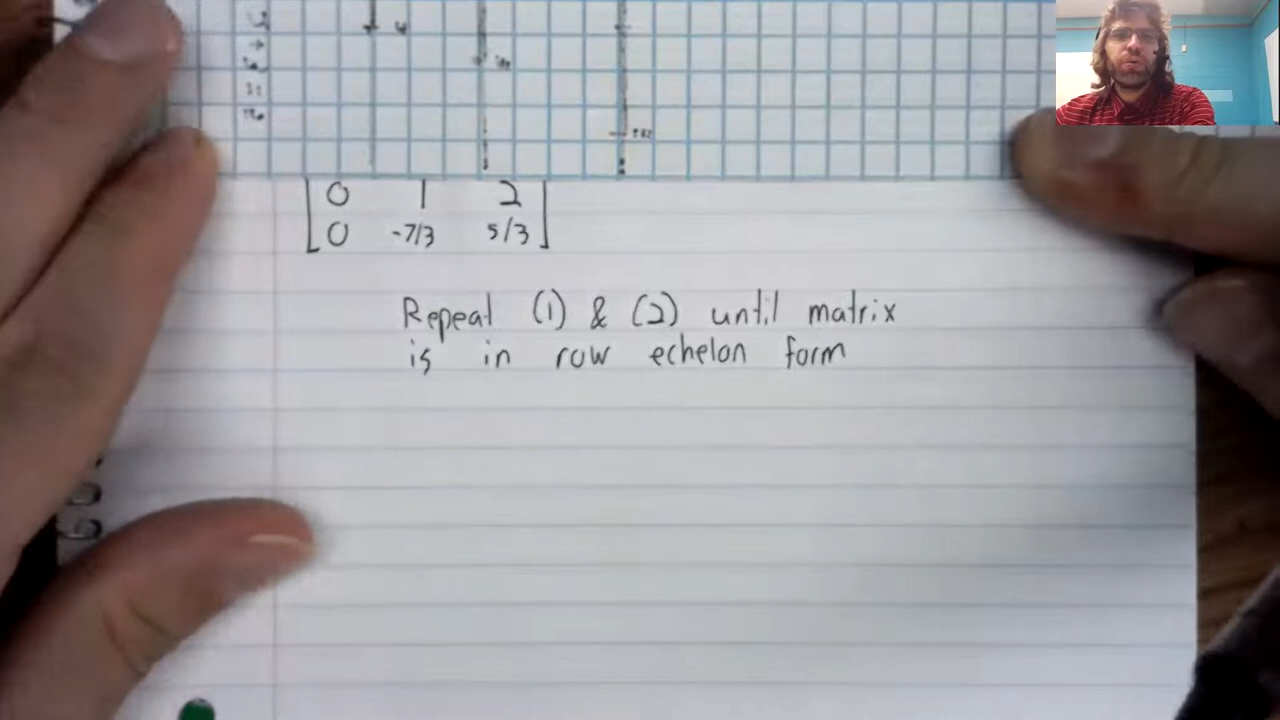 0 1 2
0 -7/3 5/3
Repeat (1) & (2) until matrix
is in row echelon form